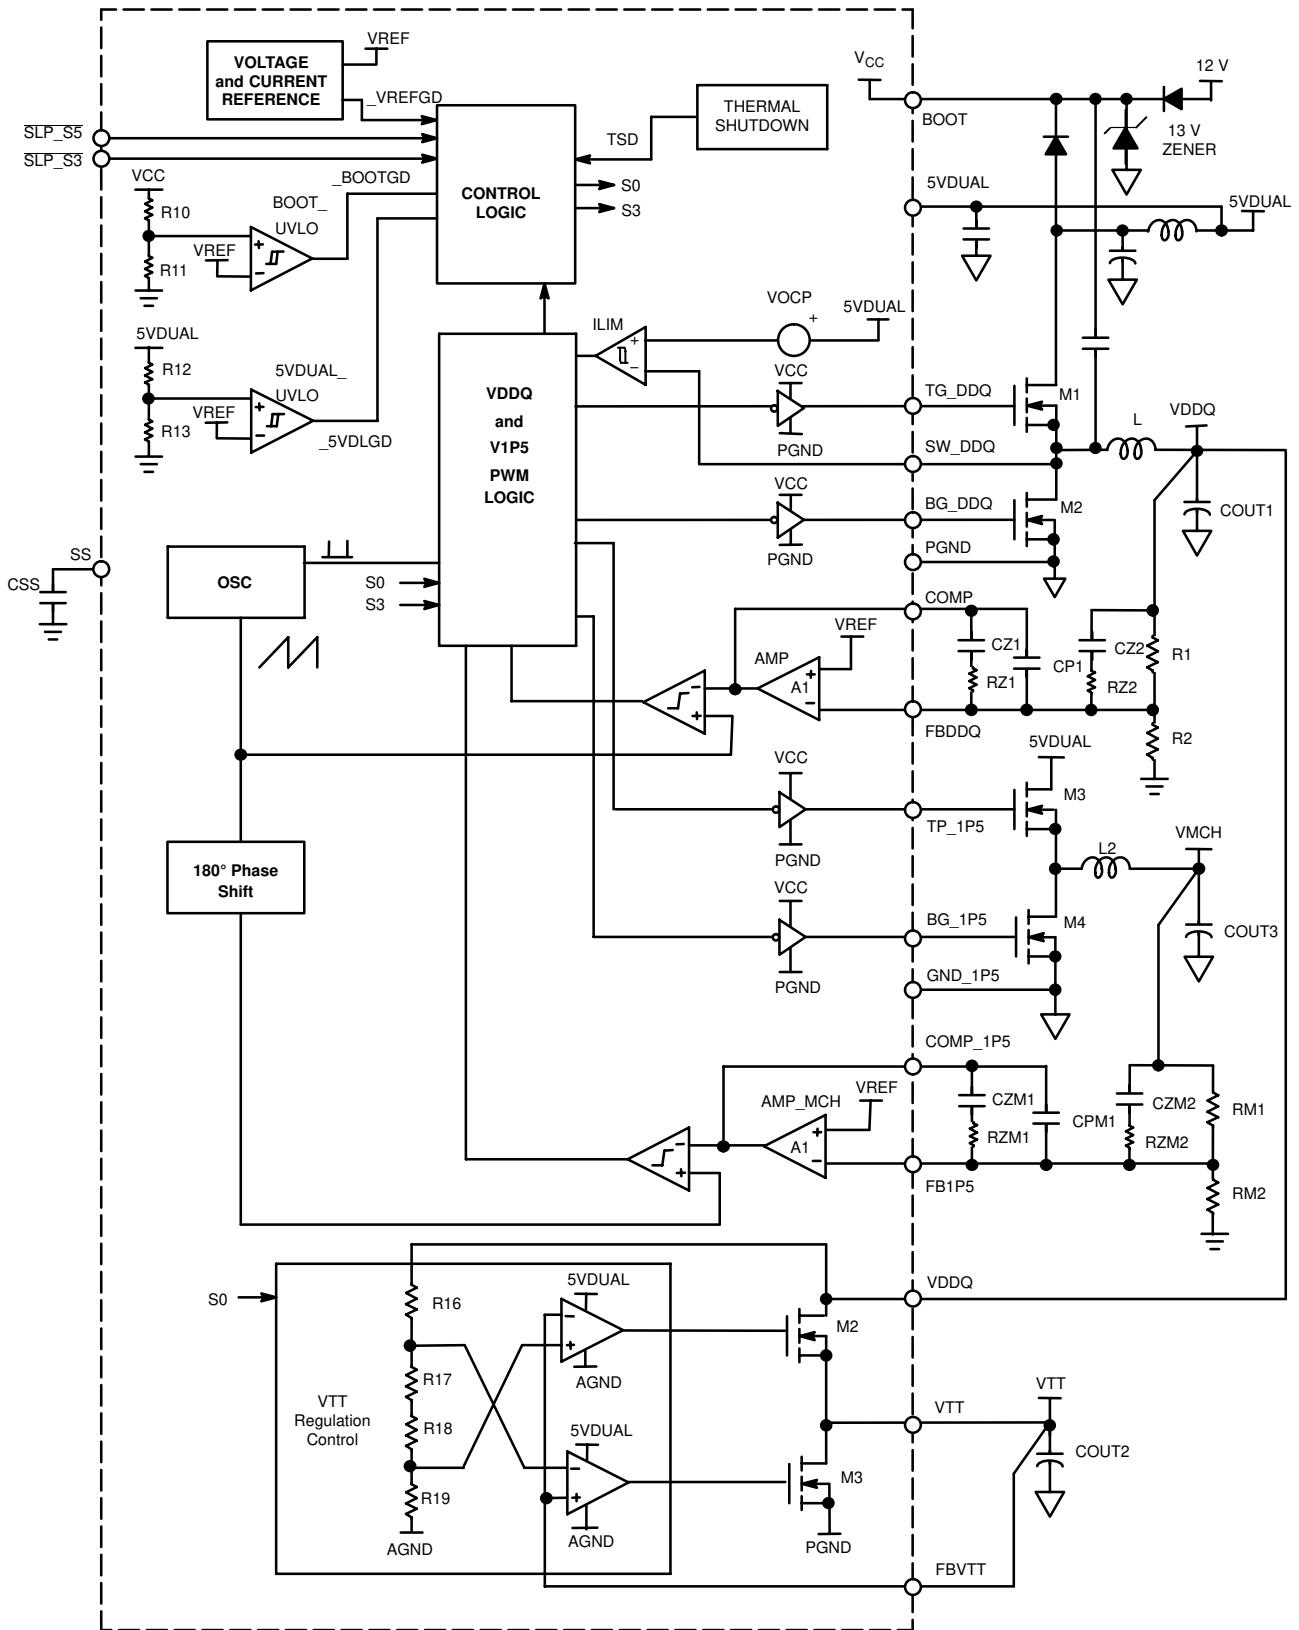 VOLTAGE
and CURRENT
REFERENCE
VREF
_VREFGD
THERMAL
SHUTDOWN
TSD
VCC
BOOT
12 V
13 V
ZENER
SLP_S5
SLP_S3
VCC
R10
R11
VREF
BOOT_
UVLO
_BOOTGD
CONTROL
LOGIC
S0
S3
5VDUAL
5VDUAL
5VDUAL
R12
R13
VREF
5VDUAL_
UVLO
_5VDLGD
VDDQ
and
V1P5
PWM
LOGIC
ILIM
+
−
VOCP
+
5VDUAL
VCC
PGND
TG_DDQ
M1
SW_DDQ
L
VDDQ
COUT1
VCC
PGND
BG_DDQ
M2
PGND
SS
CSS
OSC
S0
S3
COMP
VREF
AMP
A1
+
−
CZ1
RZ1
CP1
CZ2
RZ2
R1
FBDDQ
R2
180° Phase
Shift
VCC
PGND
TP_1P5
5VDUAL
M3
L2
VMCH
COUT3
VCC
PGND
BG_1P5
M4
GND_1P5
COMP_1P5
VREF
AMP_MCH
A1
+
−
CZM1
RZM1
CPM1
CZM2
RZM2
RM1
FB1P5
RM2
S0
VTT
Regulation
Control
R16
R17
R18
R19
AGND
5VDUAL
−
+
AGND
5VDUAL
−
+
AGND
M2
M3
PGND
VDDQ
VTT
VTT
COUT2
FBVTT